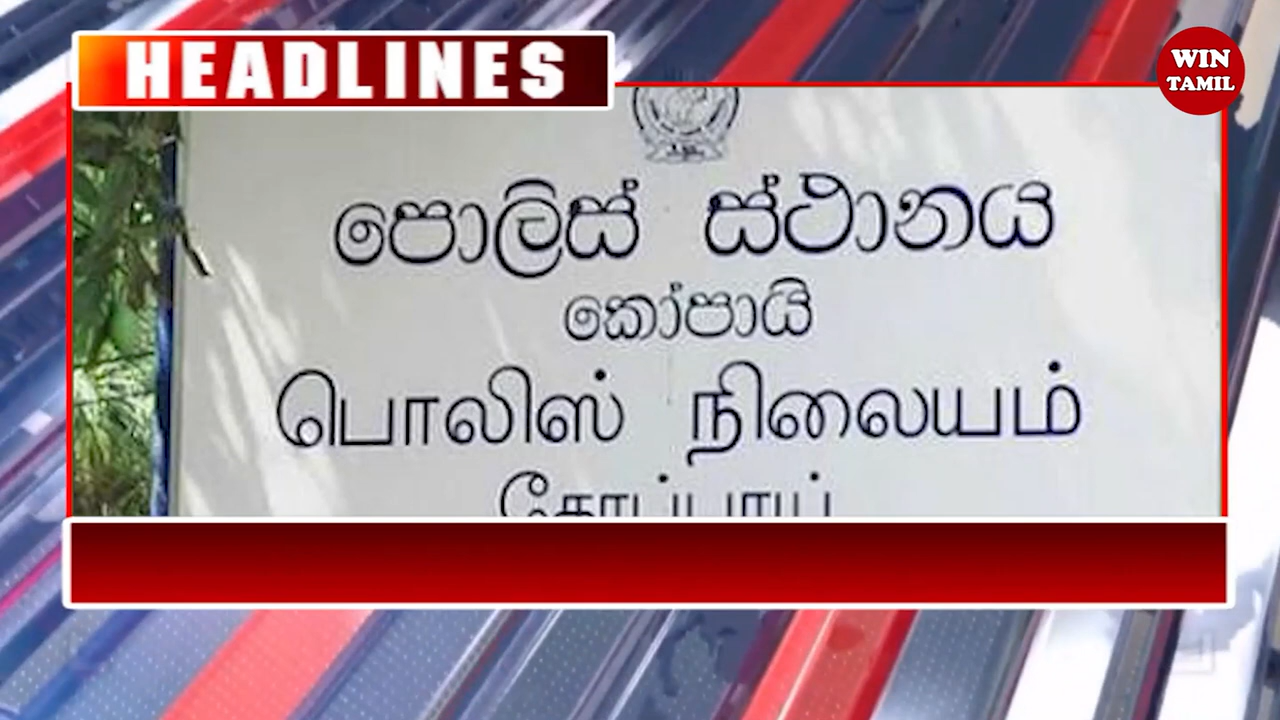 HEADLINES
WIN
TAMIL
පොලිස් ස්ථානය
කෝපායි
பொலிஸ் நிலையம்
கோப்பாய்